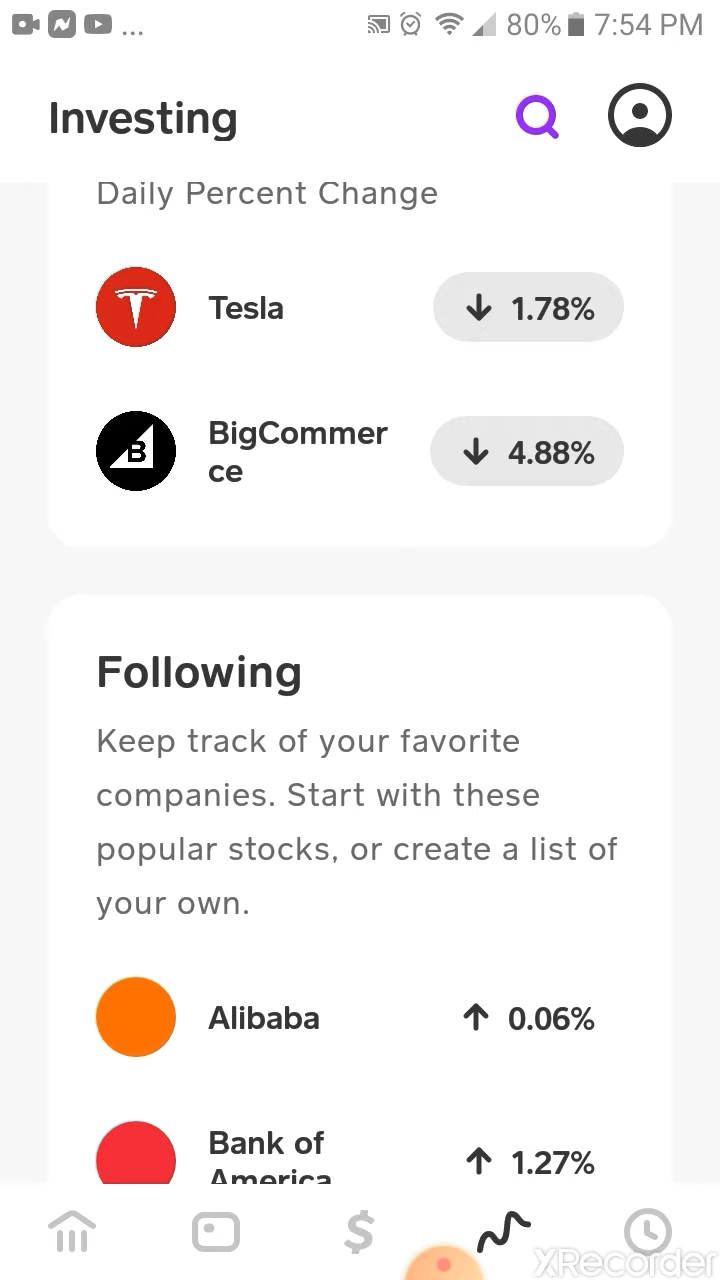 ... 80% 7:54 PM
Investing
Daily Percent Change
Tesla ↓ 1.78%
B BigCommer
ce ↓ 4.88%
Following
Keep track of your favorite
companies. Start with these
popular stocks, or create a list of
your own.
Alibaba ↑ 0.06%
Bank of
America ↑ 1.27%
$
XRecorder